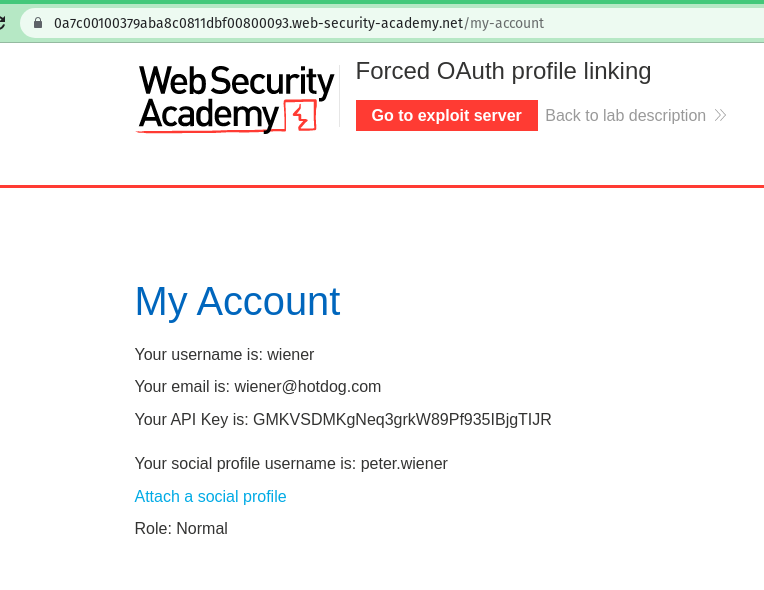 0a7c00100379aba8c0811dbf00800093.web-security-academy.net/my-account
Web Security
Academy
Forced OAuth profile linking
Go to exploit server
Back to lab description
My Account
Your username is: wiener
Your email is: wiener@hotdog.com
Your API Key is: GMKVSDMKgNeq3grkW89Pf935IBjgTIJR
Your social profile username is: peter.wiener
Attach a social profile
Role: Normal